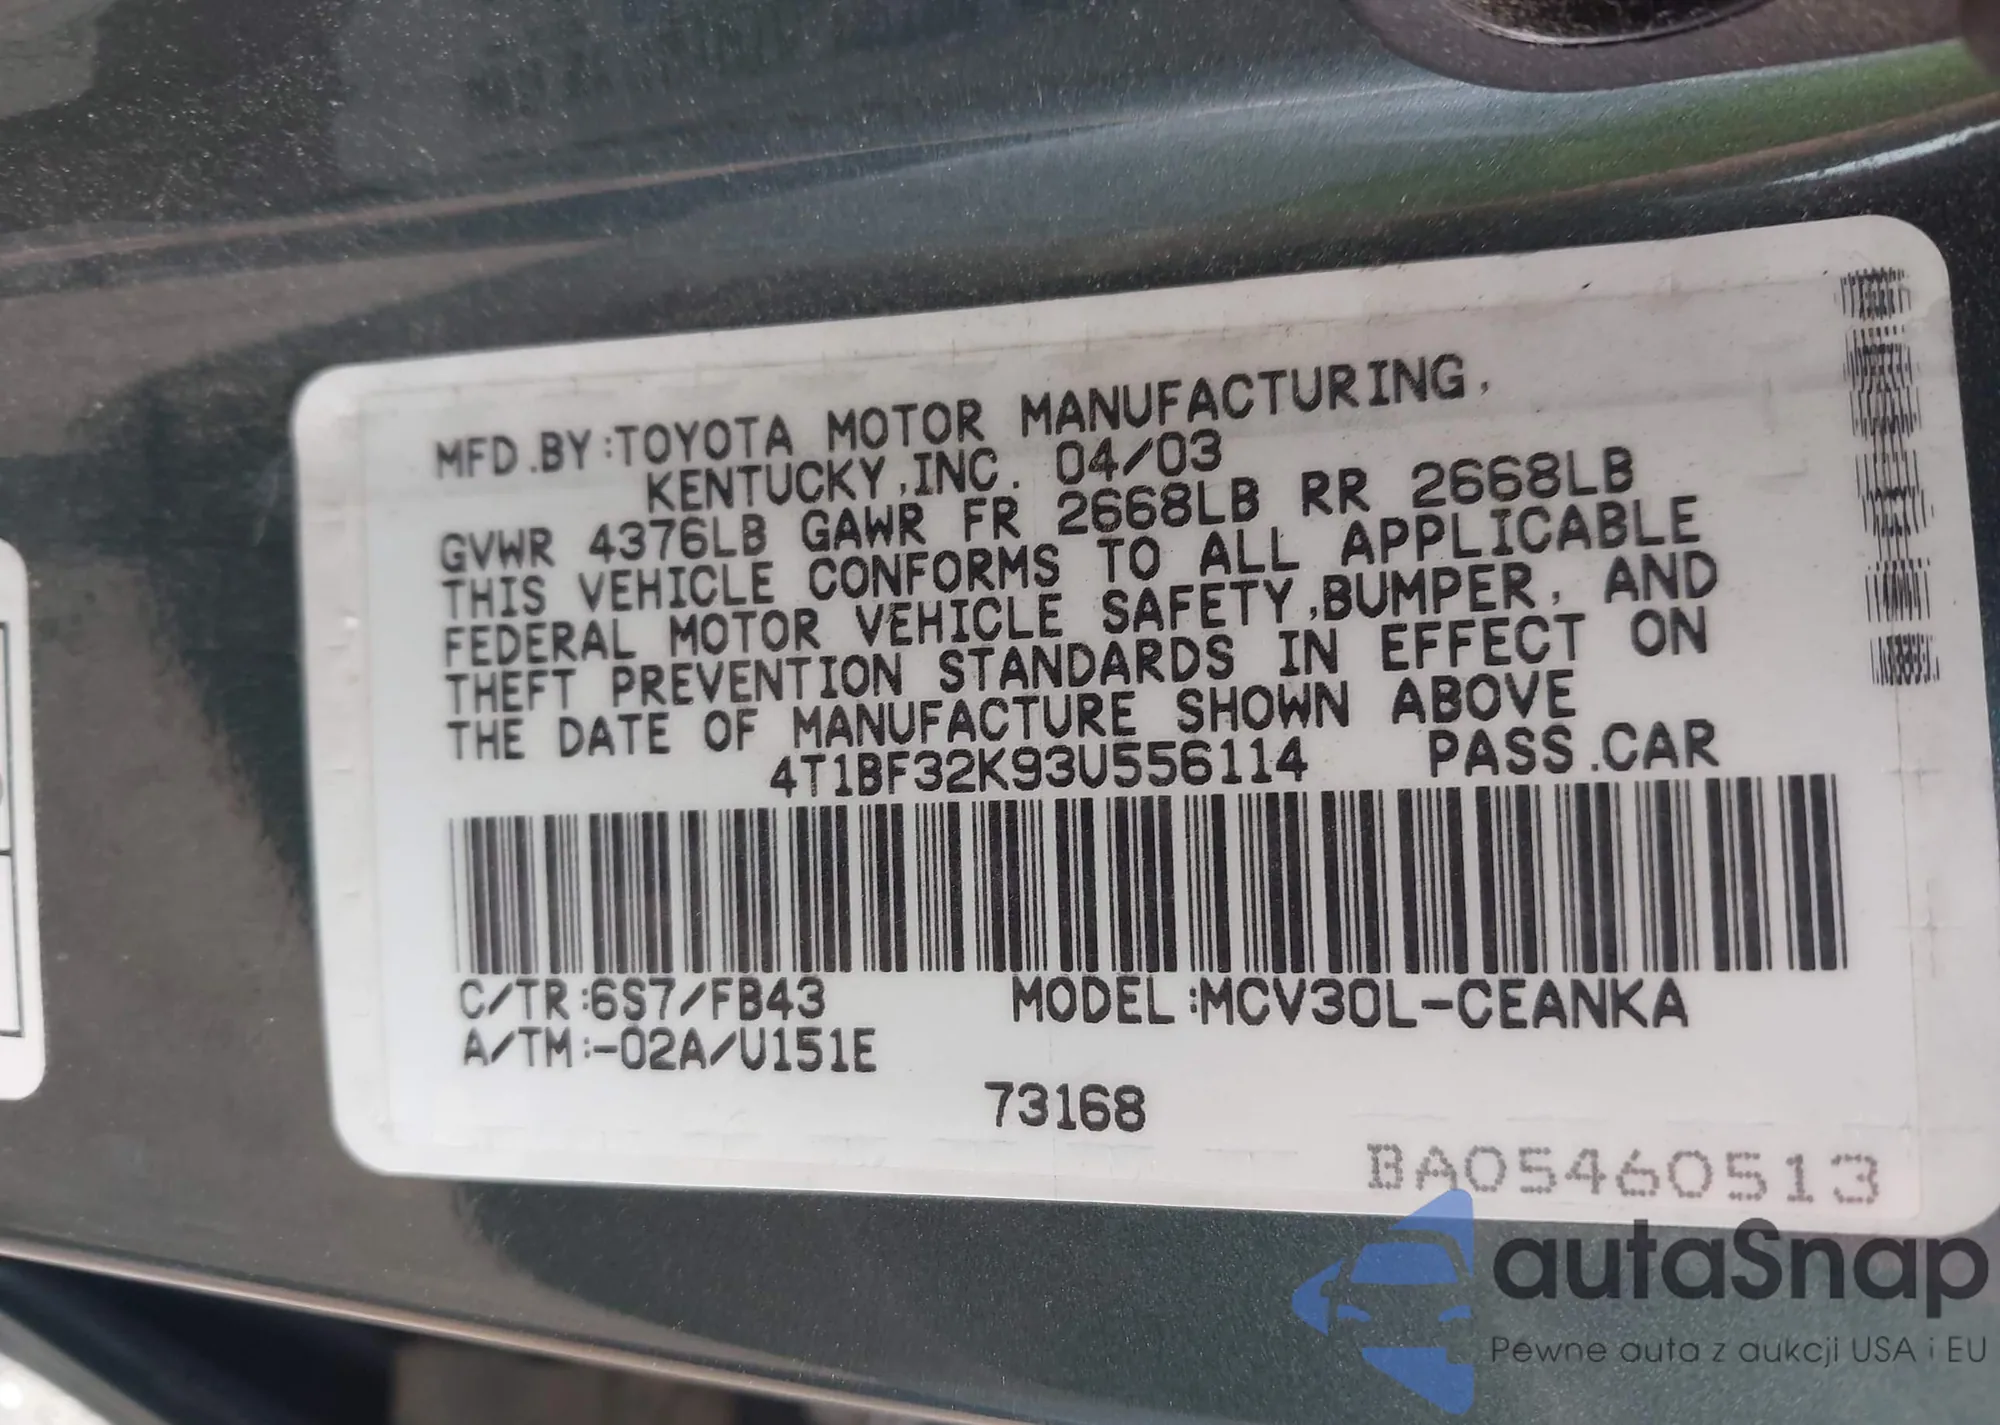 MFD.BY:TOYOTA MOTOR MANUFACTURING,
KENTUCKY,INC. 04/03
GVWR 4376LB GAWR FR 2668LB RR 2668LB
THIS VEHICLE CONFORMS TO ALL APPLICABLE
FEDERAL MOTOR VEHICLE SAFETY,BUMPER, AND
THEFT PREVENTION STANDARDS IN EFFECT ON
THE DATE OF MANUFACTURE SHOWN ABOVE
4T1BF32K93U556114 PASS.CAR
C/TR:6S7/FB43 MODEL:MCV30L-CEANKA
A/TM:-02A/U151E
73168
BA05460513
autaSnap
Pewne auta z aukcji USA i EU